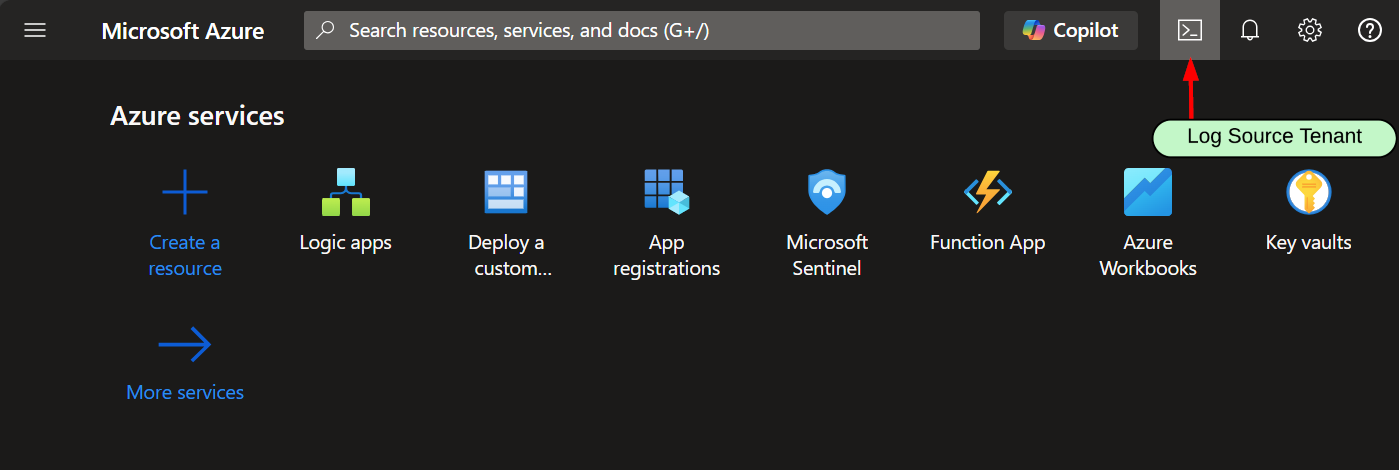 Microsoft Azure
Search resources, services, and docs (G+/)
Copilot
Azure services
Log Source Tenant
Create a
resource
Logic apps
Deploy a
custom...
App
registrations
Microsoft
Sentinel
Function App
Azure
Workbooks
Key vaults
More services